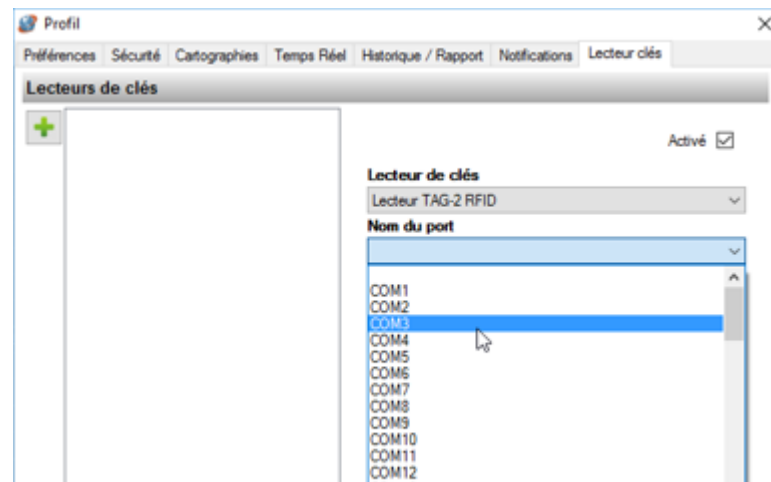 Profil
Préférences Sécurité Cartographies Temps Réel Historique / Rapport Notifications Lecteur clés
Lecteurs de clés
Activé
Lecteur de clés
Lecteur TAG-2 RFID
Nom du port
COM1
COM2
COM3
COM4
COM5
COM6
COM7
COM8
COM9
COM10
COM11
COM12